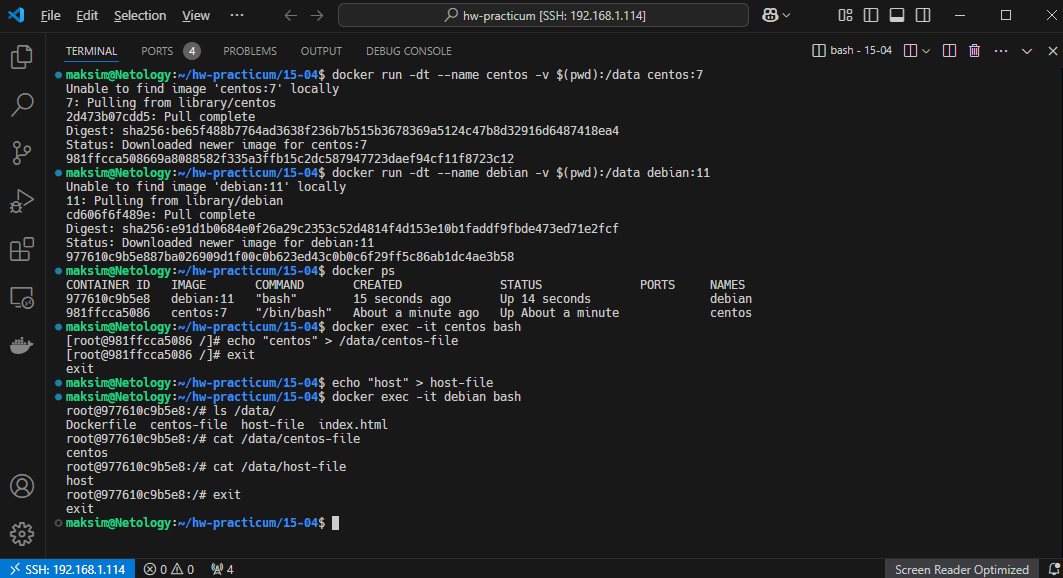 File Edit Selection View ··· hw-practicum [SSH: 192.168.1.114]
TERMINAL PORTS 4 PROBLEMS OUTPUT DEBUG CONSOLE bash - 15-04
maksim@Netology:~/hw-practicum/15-04$ docker run -dt --name centos -v $(pwd):/data centos:7
Unable to find image 'centos:7' locally
7: Pulling from library/centos
2d473b07cdd5: Pull complete
Digest: sha256:be65f488b7764ad3638f236b7b515b3678369a5124c47b8d32916d6487418ea4
Status: Downloaded newer image for centos:7
981ffcca508669a8088582f335a3ffb15c2dc587947723daef94cf11f8723c12
maksim@Netology:~/hw-practicum/15-04$ docker run -dt --name debian -v $(pwd):/data debian:11
Unable to find image 'debian:11' locally
11: Pulling from library/debian
cd606f6f489e: Pull complete
Digest: sha256:e91d1b0684e0f26a29c2353c52d4814f4d153e10b1faddf9fbde473ed71e2fcf
Status: Downloaded newer image for debian:11
977610c9b5e887ba026909d1f00c0b623ed43c0b0c6f29ff5c86ab1dc4ae3b58
maksim@Netology:~/hw-practicum/15-04$ docker ps
CONTAINER ID   IMAGE       COMMAND       CREATED              STATUS              PORTS     NAMES
977610c9b5e8   debian:11   "bash"        15 seconds ago       Up 14 seconds                 debian
981ffcca5086   centos:7    "/bin/bash"   About a minute ago   Up About a minute             centos
maksim@Netology:~/hw-practicum/15-04$ docker exec -it centos bash
[root@981ffcca5086 /]# echo "centos" > /data/centos-file
[root@981ffcca5086 /]# exit
exit
maksim@Netology:~/hw-practicum/15-04$ echo "host" > host-file
maksim@Netology:~/hw-practicum/15-04$ docker exec -it debian bash
root@977610c9b5e8:/# ls /data/
Dockerfile  centos-file  host-file  index.html
root@977610c9b5e8:/# cat /data/centos-file
centos
root@977610c9b5e8:/# cat /data/host-file
host
root@977610c9b5e8:/# exit
exit
maksim@Netology:~/hw-practicum/15-04$
SSH: 192.168.1.114 0 0 4 Screen Reader Optimized